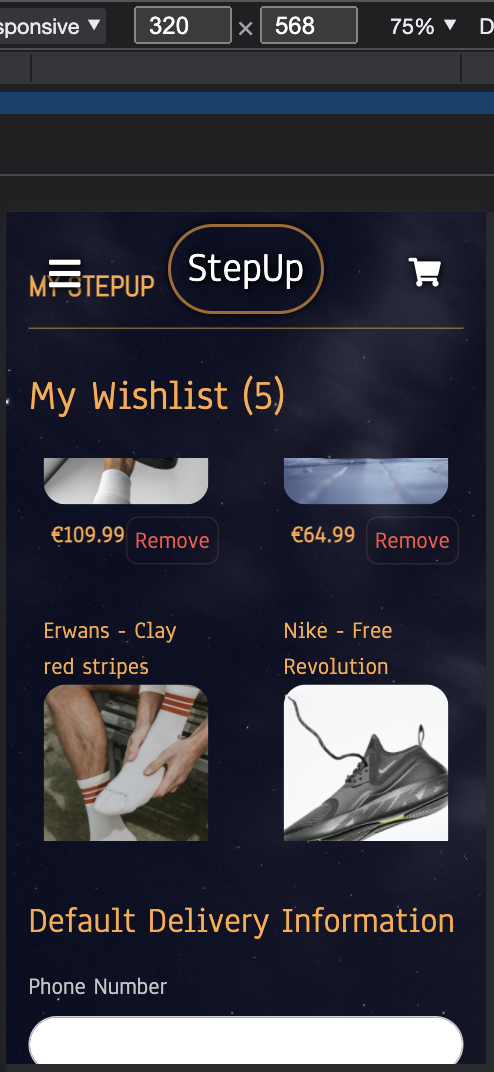 sponsive ▼ 320 × 568 75% ▼ D
StepUp
MY STEPUP
My Wishlist (5)
€109.99 Remove €64.99 Remove
Erwans - Clay Nike - Free
red stripes Revolution
Default Delivery Information
Phone Number